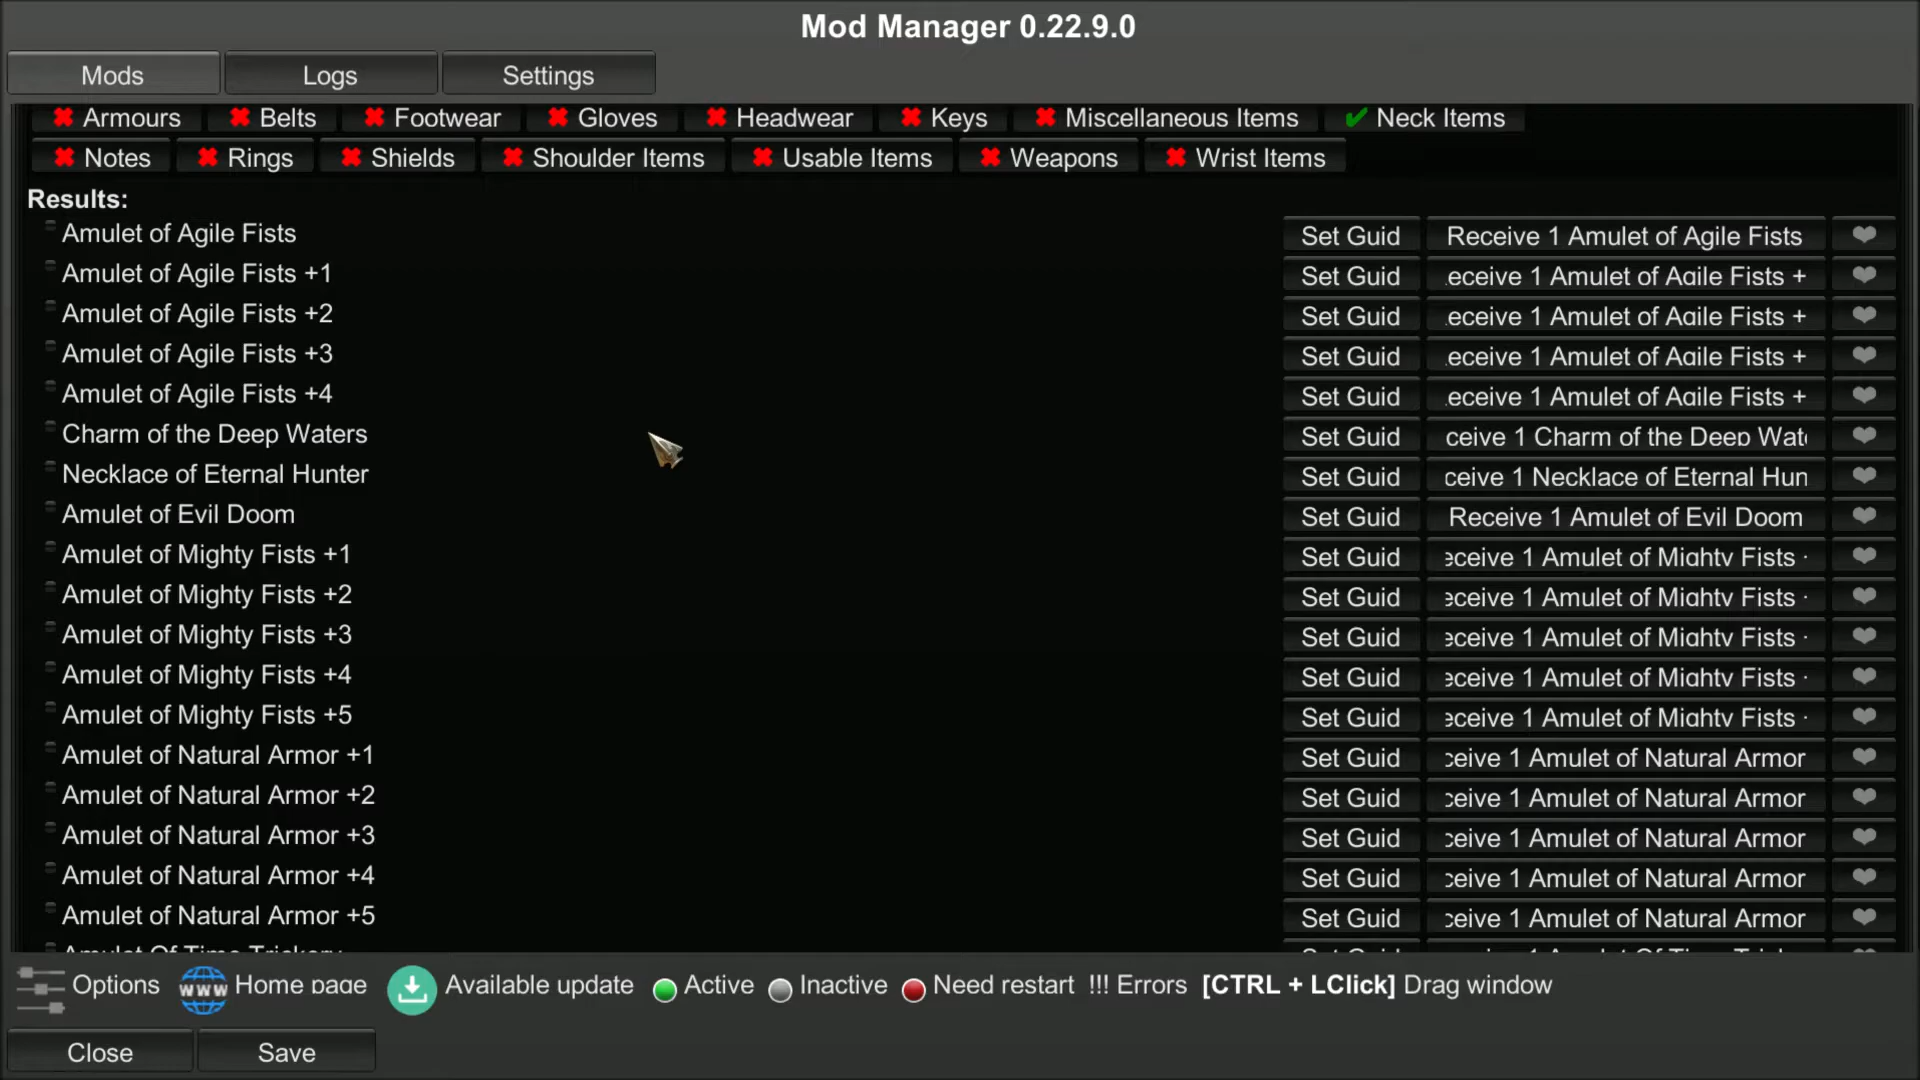 Mod Manager 0.22.9.0
Mods Logs Settings
✖ Armours ✖ Belts ✖ Footwear ✖ Gloves ✖ Headwear ✖ Keys ✖ Miscellaneous Items ✔ Neck Items
✖ Notes ✖ Rings ✖ Shields ✖ Shoulder Items ✖ Usable Items ✖ Weapons ✖ Wrist Items
Results:
Amulet of Agile Fists Set Guid Receive 1 Amulet of Agile Fists ❤
Amulet of Agile Fists +1 Set Guid eceive 1 Amulet of Agile Fists + ❤
Amulet of Agile Fists +2 Set Guid eceive 1 Amulet of Agile Fists + ❤
Amulet of Agile Fists +3 Set Guid eceive 1 Amulet of Agile Fists + ❤
Amulet of Agile Fists +4 Set Guid eceive 1 Amulet of Agile Fists + ❤
Charm of the Deep Waters Set Guid ceive 1 Charm of the Deep Wat ❤
Necklace of Eternal Hunter Set Guid ceive 1 Necklace of Eternal Hun ❤
Amulet of Evil Doom Set Guid Receive 1 Amulet of Evil Doom ❤
Amulet of Mighty Fists +1 Set Guid eceive 1 Amulet of Mighty Fists ❤
Amulet of Mighty Fists +2 Set Guid eceive 1 Amulet of Mighty Fists ❤
Amulet of Mighty Fists +3 Set Guid eceive 1 Amulet of Mighty Fists ❤
Amulet of Mighty Fists +4 Set Guid eceive 1 Amulet of Mighty Fists ❤
Amulet of Mighty Fists +5 Set Guid eceive 1 Amulet of Mighty Fists ❤
Amulet of Natural Armor +1 Set Guid ceive 1 Amulet of Natural Armor ❤
Amulet of Natural Armor +2 Set Guid ceive 1 Amulet of Natural Armor ❤
Amulet of Natural Armor +3 Set Guid ceive 1 Amulet of Natural Armor ❤
Amulet of Natural Armor +4 Set Guid ceive 1 Amulet of Natural Armor ❤
Amulet of Natural Armor +5 Set Guid ceive 1 Amulet of Natural Armor ❤
Amulet Of Time Trickery
Options www Home page Available update Active Inactive Need restart !!! Errors [CTRL + LClick] Drag window
Close Save